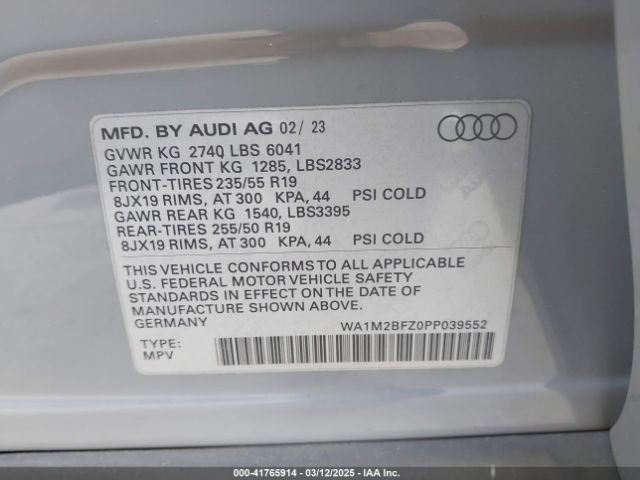 MFD. BY AUDI AG 02 / 23
GVWR KG 2740 LBS 6041
GAWR FRONT KG 1285, LBS2833
FRONT-TIRES 235/55 R19
8JX19 RIMS, AT 300 KPA, 44 PSI COLD
GAWR REAR KG 1540, LBS3395
REAR-TIRES 255/50 R19
8JX19 RIMS, AT 300 KPA, 44 PSI COLD
THIS VEHICLE CONFORMS TO ALL APPLICABLE
U.S. FEDERAL MOTOR VEHICLE SAFETY
STANDARDS IN EFFECT ON THE DATE OF
MANUFACTURE SHOWN ABOVE.
GERMANY WA1M2BFZ0PP039552
TYPE:
MPV
000-41765914 - 03/12/2025 - IAA Inc.